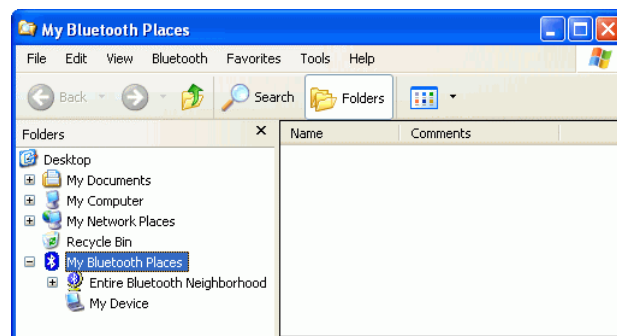 My Bluetooth Places
File Edit View Bluetooth Favorites Tools Help
Back Search Folders
Folders Name Comments
Desktop
My Documents
My Computer
My Network Places
Recycle Bin
My Bluetooth Places
Entire Bluetooth Neighborhood
My Device